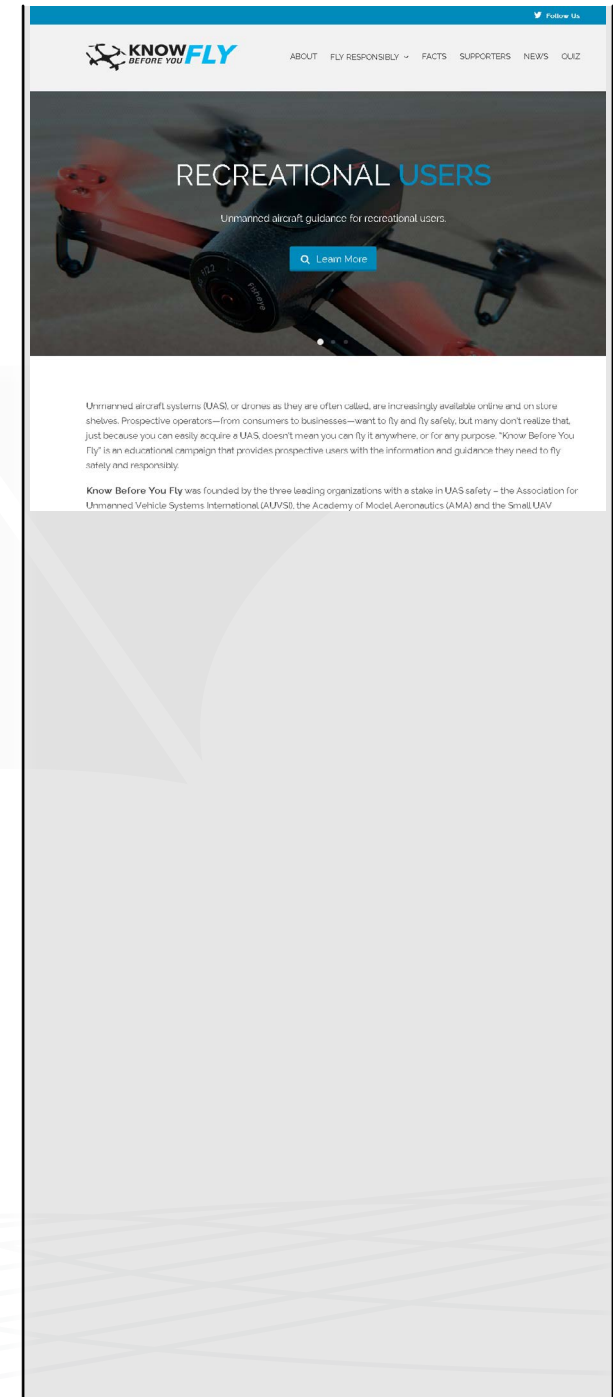 Follow Us
KNOW BEFORE YOU FLY
ABOUT FLY RESPONSIBLY FACTS SUPPORTERS NEWS QUIZ
RECREATIONAL USERS
Unmanned aircraft guidance for recreational users.
Learn More
f/2.2
Fisheye
Unmanned aircraft systems (UAS), or drones as they are often called, are increasingly available online and on store
shelves. Prospective operators—from consumers to businesses—want to fly and fly safely, but many don't realize that,
just because you can easily acquire a UAS, doesn't mean you can fly it anywhere, or for any purpose. "Know Before You
Fly" is an educational campaign that provides prospective users with the information and guidance they need to fly
safely and responsibly.
Know Before You Fly was founded by the three leading organizations with a stake in UAS safety – the Association for
Unmanned Vehicle Systems International (AUVSI), the Academy of Model Aeronautics (AMA) and the Small UAV